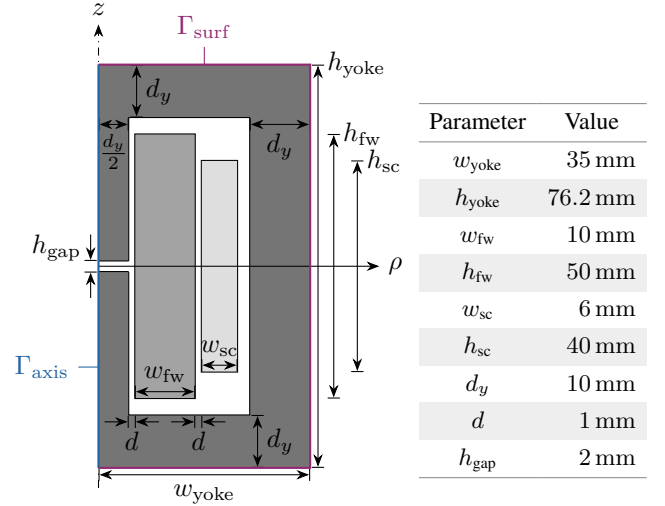 z
Γsurf
hyoke
dy
dy/2
dy
hfw
hsc
hgap
ρ
Γaxis
wsc
wfw
d
d
dy
wyoke
Parameter Value
wyoke 35 mm
hyoke 76.2 mm
wfw 10 mm
hfw 50 mm
wsc 6 mm
hsc 40 mm
dy 10 mm
d 1 mm
hgap 2 mm